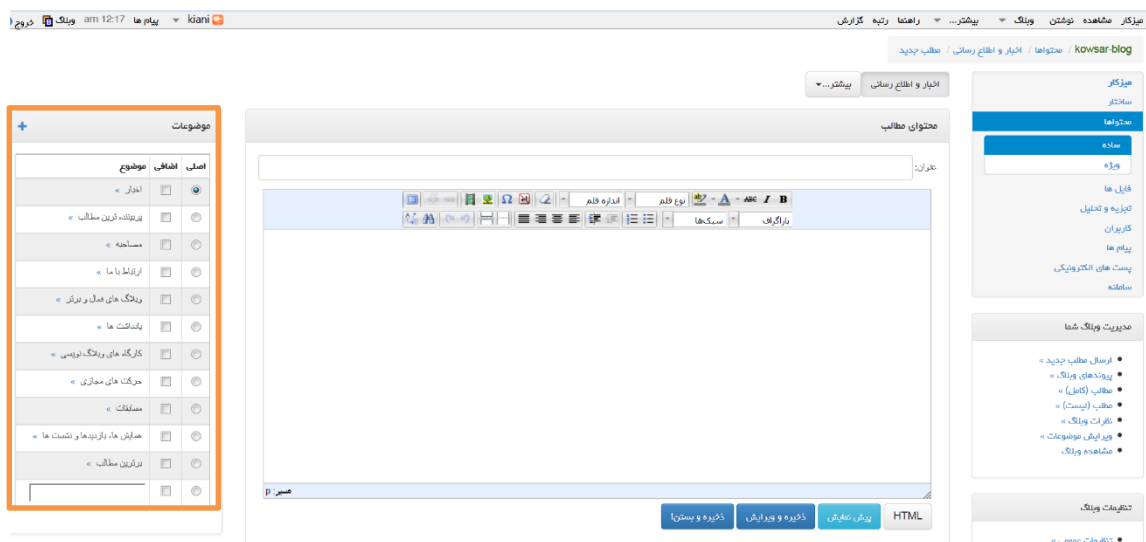 میزکار مشاهده نوشتن وبلاگ بیشتر... راهنما رتبه گزارش
kiani پیام ها 12:17 am وبلاگ خروج
kowsar-blog / محتواها / اخبار و اطلاع رسانی / مطلب جدید
میزکار
ساختار
محتواها
ساده
ویژه
فایل ها
تجزیه و تحلیل
کاربران
پیام ها
پست های الکترونیکی
سامانه
مدیریت وبلاگ شما
ارسال مطلب جدید »
پیوندهای وبلاگ »
مطالب (کامل) »
مطلب (لیست) »
نظرات وبلاگ »
ویرایش موضوعات »
مشاهده وبلاگ
تنظیمات وبلاگ
تنظیمات عمومی »
اخبار و اطلاع رسانی بیشتر...
محتوای مطالب
عنوان:
B I ABC A نوع قلم اندازه قلم Ω
پاراگراف سبک‌ها
مسیر: p
HTML پیش نمایش ذخیره و ویرایش ذخیره و بستن!
موضوعات +
اصلی اضافی موضوع
اخبار »
پربیننده ترین مطالب »
مصاحبه »
ارتباط با ما »
وبلاگ های فعال و برتر »
یادداشت ها »
کارگاه های وبلاگ نویسی »
حرکت های مجازی »
مسابقات »
همایش ها، بازدیدها و نشست ها »
برترین مطالب »